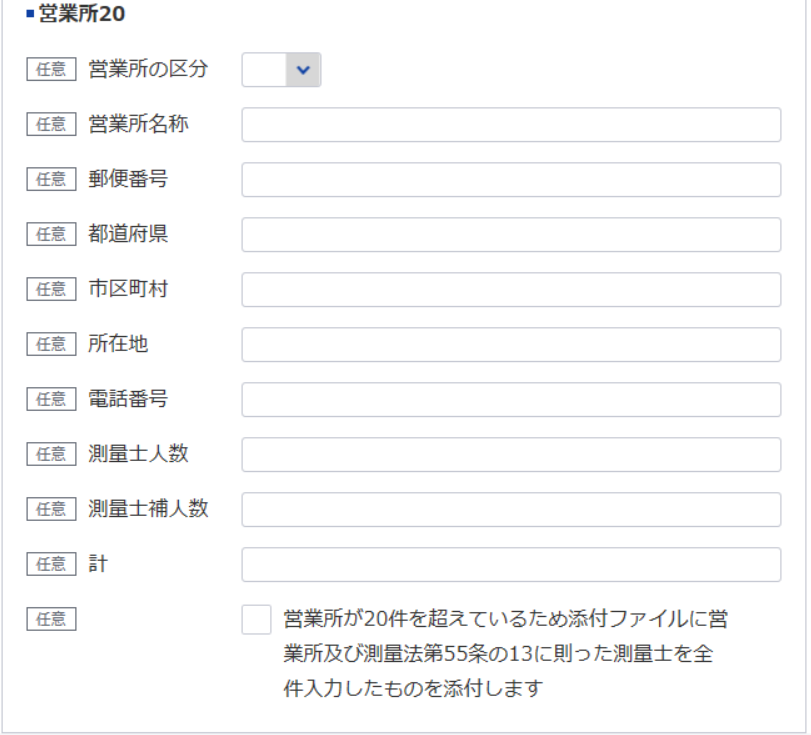 営業所20
任意 営業所の区分
任意 営業所名称
任意 郵便番号
任意 都道府県
任意 市区町村
任意 所在地
任意 電話番号
任意 測量士人数
任意 測量士補人数
任意 計
任意 営業所が20件を超えているため添付ファイルに営
業所及び測量法第55条の13に則った測量士を全
件入力したものを添付します